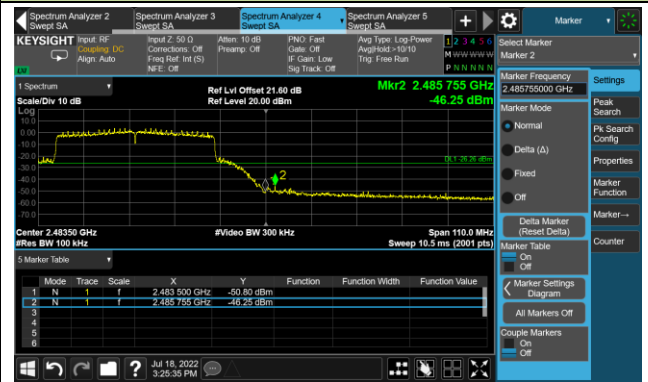 Spectrum Analyzer 2
Swept SA
Spectrum Analyzer 3
Swept SA
Spectrum Analyzer 4
Swept SA
Spectrum Analyzer 5
Swept SA
+
Marker
KEYSIGHT
Input: RF
Coupling: DC
Align: Auto
Input Z: 50 Ω
Corrections: Off
Freq Ref: Int (S)
NFE: Off
Atten: 10 dB
Preamp: Off
PNO: Fast
Gate: Off
IF Gain: Low
Sig Track: Off
Avg Type: Log-Power
Avg|Hold:>10/10
Trig: Free Run
1 2 3 4 5 6
M W W W W W
P N N N N N
LVI
Select Marker
Marker 2
1 Spectrum
Scale/Div 10 dB
Ref Lvl Offset 21.60 dB
Ref Level 20.00 dBm
Mkr2 2.485 755 GHz
-46.25 dBm
Log
10.0
0.00
-10.0
-20.0
-30.0
-40.0
-50.0
-60.0
-70.0
DL1 -26.26 dBm
2
Center 2.48350 GHz
#Res BW 100 kHz
#Video BW 300 kHz
Span 110.0 MHz
Sweep 10.5 ms (2001 pts)
5 Marker Table
Mode Trace Scale X Y Function Function Width Function Value
1 N 1 f 2.483 500 GHz -50.80 dBm
2 N 1 f 2.485 755 GHz -46.25 dBm
3
4
5
6
Marker Frequency
2.485755000 GHz
Marker Mode
Normal
Delta (Δ)
Fixed
Off
Delta Marker
(Reset Delta)
Marker Table
On
Off
Marker Settings
Diagram
All Markers Off
Couple Markers
On
Off
Settings
Peak
Search
Pk Search
Config
Properties
Marker
Function
Marker→
Counter
?
Jul 18, 2022
3:25:35 PM